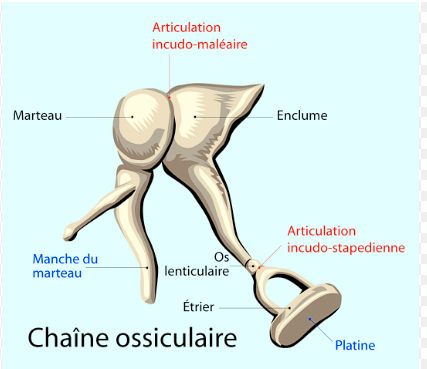 Articulation
incudo-maléaire
Marteau
Enclume
Manche du
marteau
Os
lenticulaire
Articulation
incudo-stapedienne
Étrier
Platine
Chaîne ossiculaire